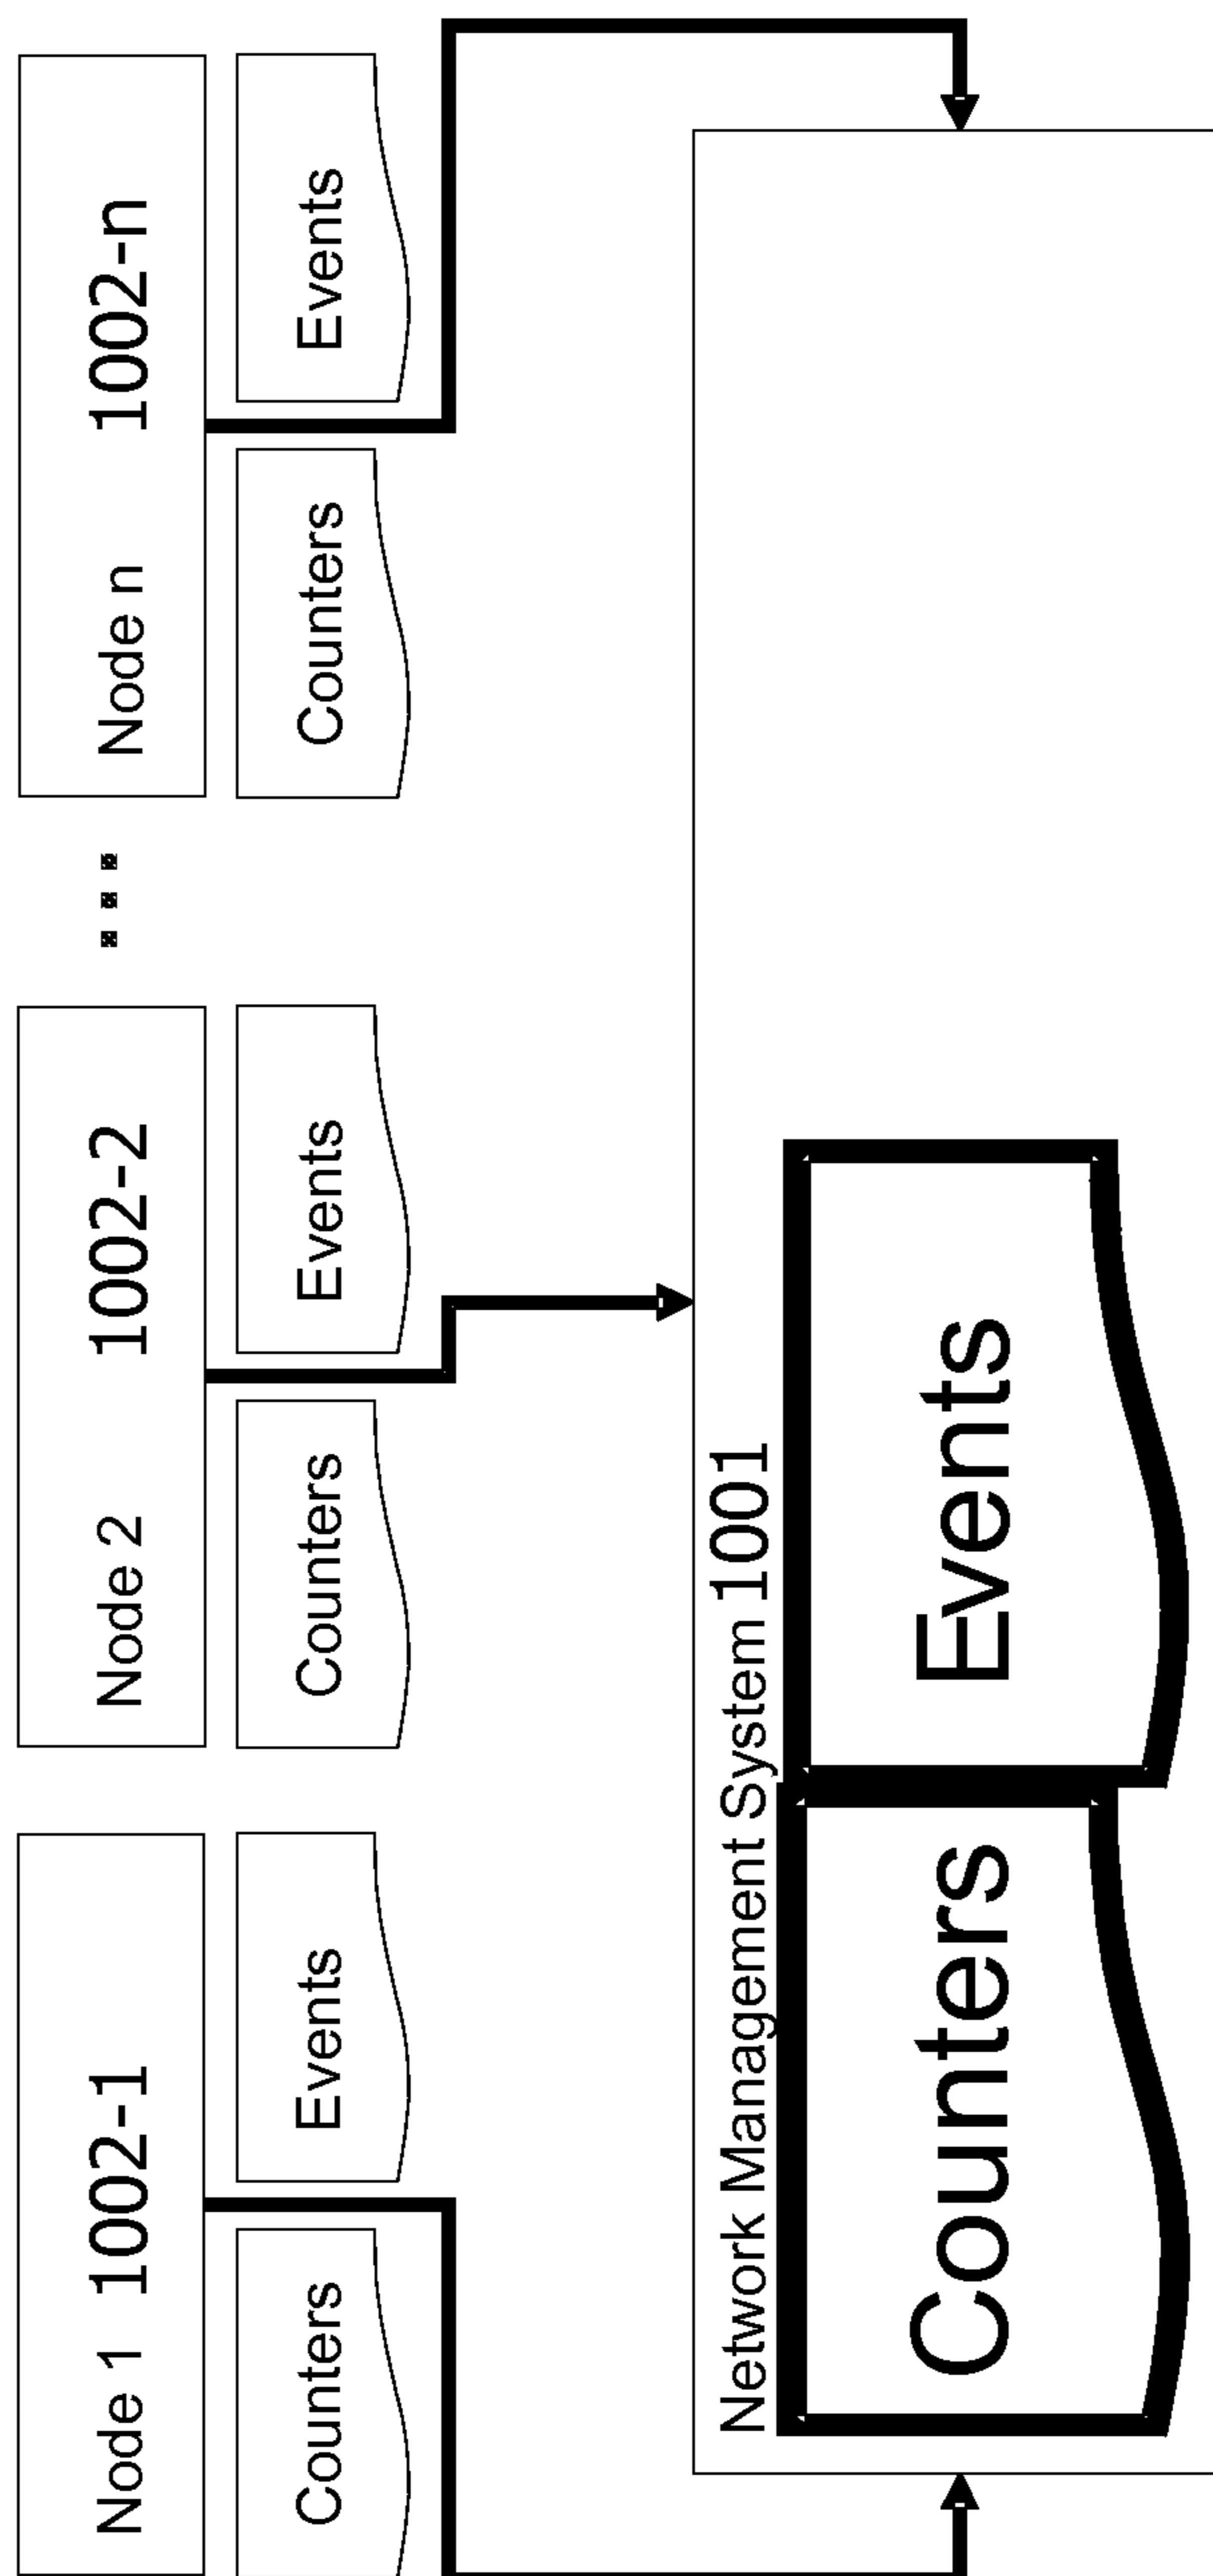 Node 1 1002-1
Node 2 1002-2
...
Node n 1002-n
Counters
Events
Counters
Events
Counters
Events
Network Management System 1001
Counters
Events